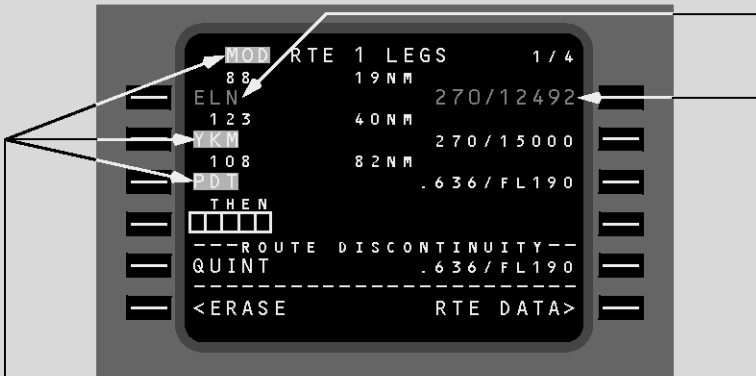 MOD RTE 1 LEGS 1/4
88 19NM
ELN 270/12492
123 40NM
YKM 270/15000
108 82NM
PDT .636/FL190
THEN
---ROUTE DISCONTINUITY--
QUINT .636/FL190
<ERASE RTE DATA>